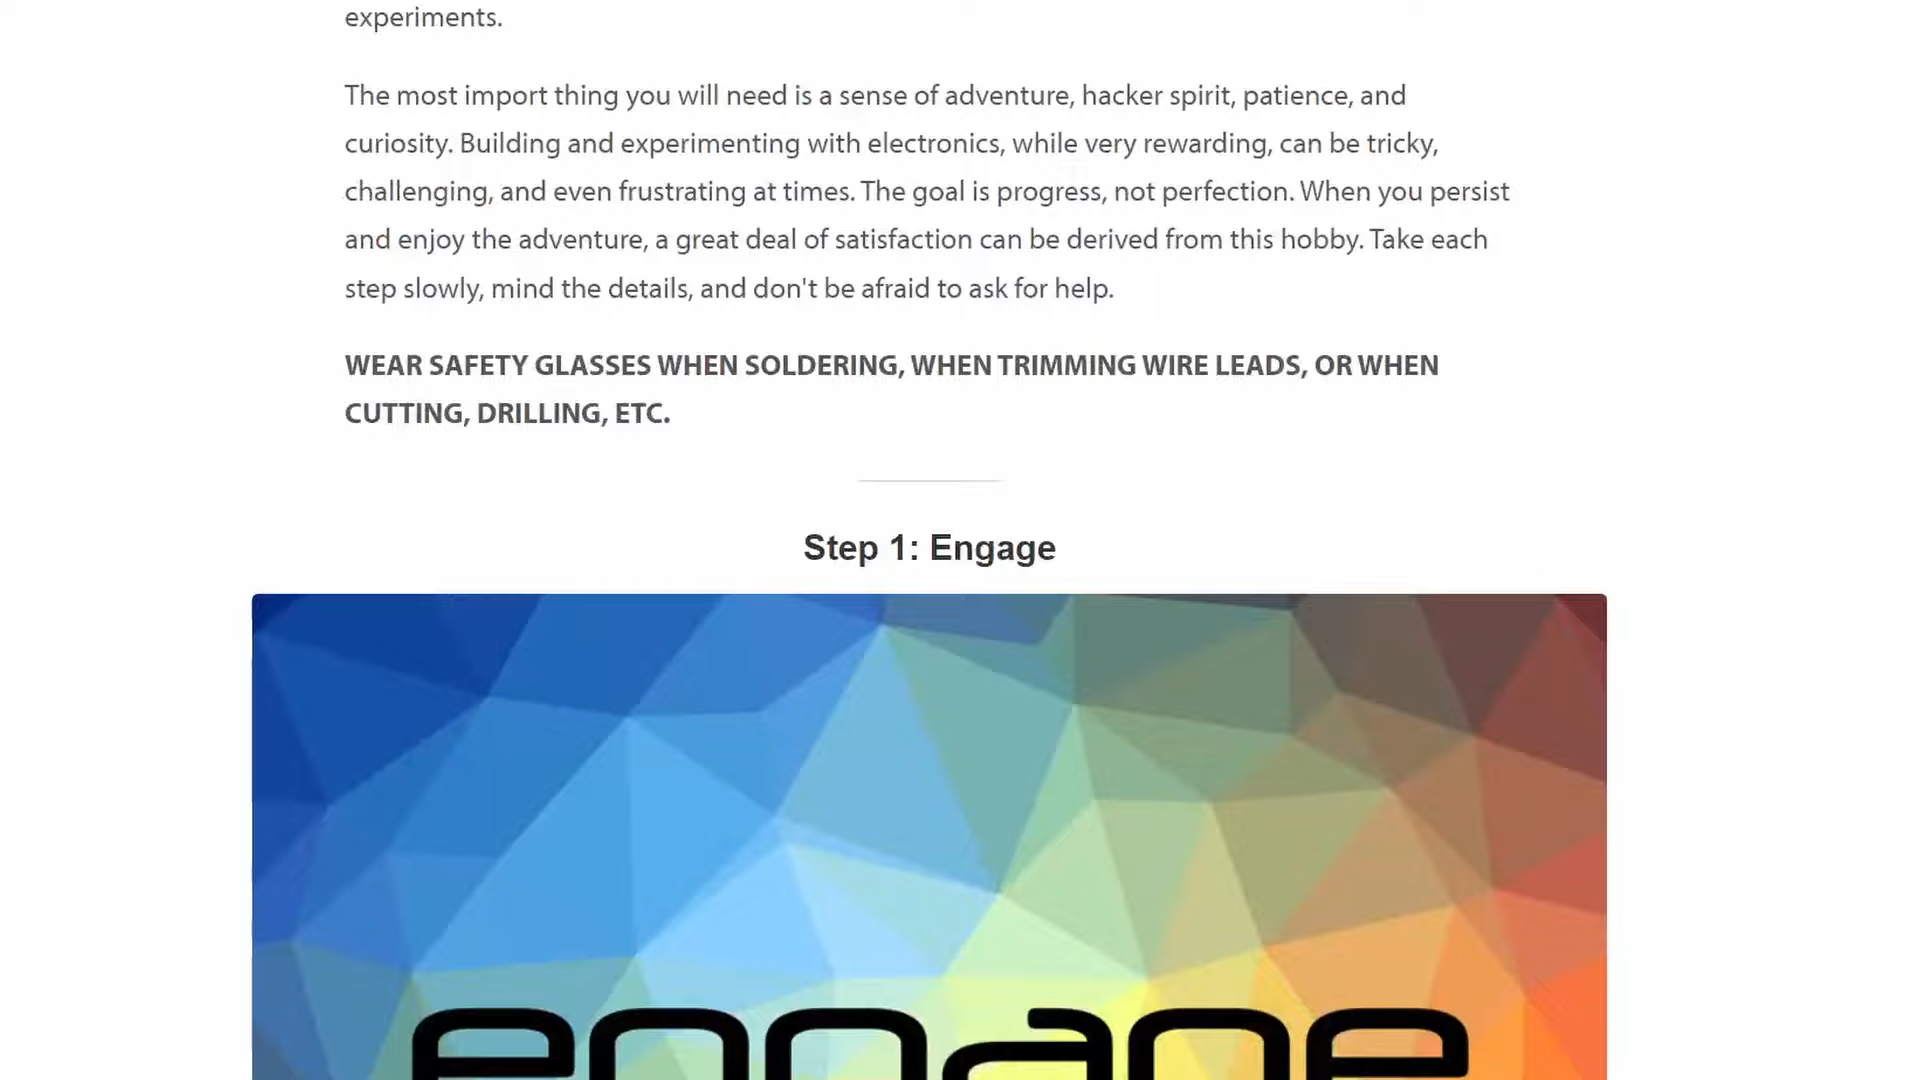 experiments.
The most import thing you will need is a sense of adventure, hacker spirit, patience, and
curiosity. Building and experimenting with electronics, while very rewarding, can be tricky,
challenging, and even frustrating at times. The goal is progress, not perfection. When you persist
and enjoy the adventure, a great deal of satisfaction can be derived from this hobby. Take each
step slowly, mind the details, and don't be afraid to ask for help.
WEAR SAFETY GLASSES WHEN SOLDERING, WHEN TRIMMING WIRE LEADS, OR WHEN
CUTTING, DRILLING, ETC.
Step 1: Engage
engage